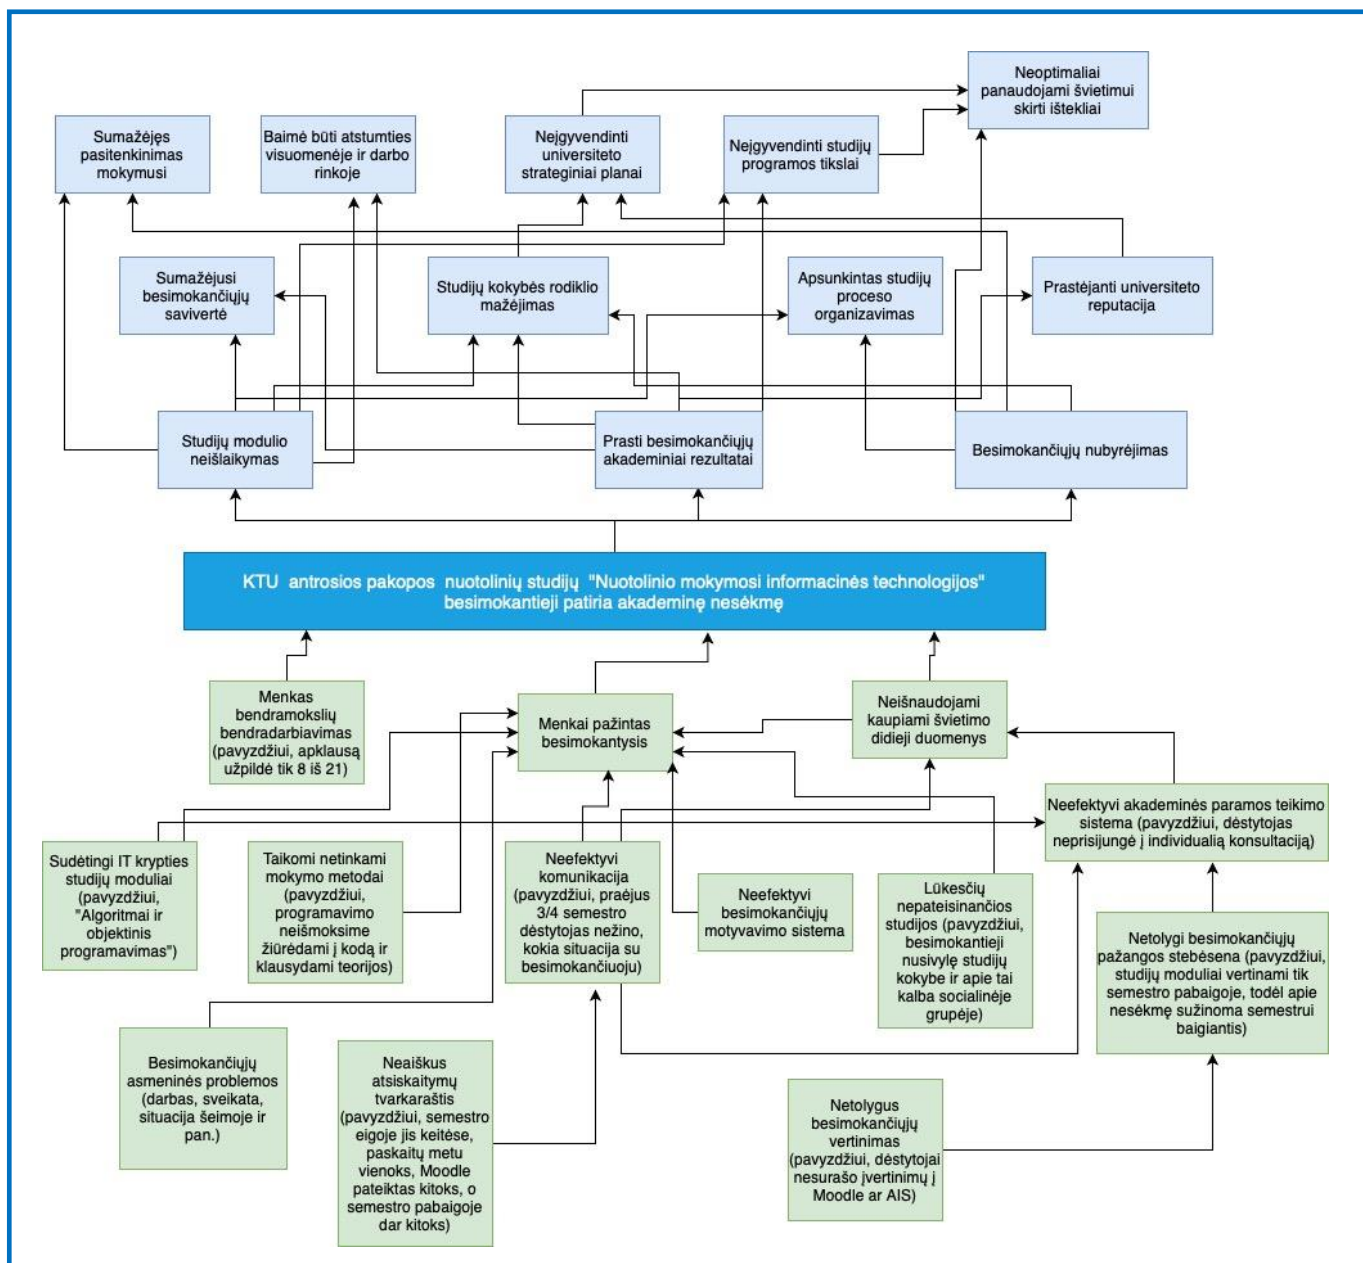 Neoptimaliai
panaudojami švietimui
skirti ištekliai
Sumažėjęs
pasitenkinimas
mokymusi
Baimė būti atstumties
visuomenėje ir darbo
rinkoje
Neįgyvendinti
universiteto
strateginiai planai
Neįgyvendinti studijų
programos tikslai
Sumažėjusi
besimokančiųjų
savivertė
Studijų kokybės rodiklio
mažėjimas
Apsunkintas studijų
proceso
organizavimas
Prastėjanti universiteto
reputacija
Studijų modulio
neišlaikymas
Prasti besimokančiųjų
akademiniai rezultatai
Besimokančiųjų nubyrėjimas
KTU antrosios pakopos nuotolinių studijų "Nuotolinio mokymosi informacinės technologijos"
besimokantieji patiria akademinę nesėkmę
Menkas
bendramokslių
bendradarbiavimas
(pavyzdžiui, apklausą
užpildė tik 8 iš 21)
Menkai pažintas
besimokantysis
Neišnaudojami
kaupiami švietimo
didieji duomenys
Neefektyvi akademinės paramos teikimo
sistema (pavyzdžiui, dėstytojas
neprisijungė į individualią konsultaciją)
Sudėtingi IT krypties
studijų moduliai
(pavyzdžiui,
"Algoritmai ir
objektinis
programavimas")
Taikomi netinkami
mokymo metodai
(pavyzdžiui,
programavimo
neišmoksime
žiūrėdami į kodą ir
klausydami teorijos)
Neefektyvi
komunikacija
(pavyzdžiui, praėjus
3/4 semestro
dėstytojas nežino,
kokia situacija su
besimokančiuoju)
Neefektyvi
besimokančiųjų
motyvavimo sistema
Lūkesčių
nepateisinančios
studijos (pavyzdžiui,
besimokantieji
nusivylę studijų
kokybe ir apie tai
kalba socialinėje
grupėje)
Netolygi besimokančiųjų
pažangos stebėsena (pavyzdžiui,
studijų moduliai vertinami tik
semestro pabaigoje, todėl apie
nesėkmę sužinoma semestrui
baigiantis)
Besimokančiųjų
asmeninės problemos
(darbas, sveikata,
situacija šeimoje ir
pan.)
Neaiškus
atsiskaitymų
tvarkaraštis
(pavyzdžiui, semestro
eigoje jis keitėse,
paskaitų metu
vienoks, Moodle
pateiktas kitoks, o
semestro pabaigoje
dar kitoks)
Netolygus
besimokančiųjų
vertinimas
(pavyzdžiui, dėstytojai
nesurašo įvertinimų į
Moodle ar AIS)